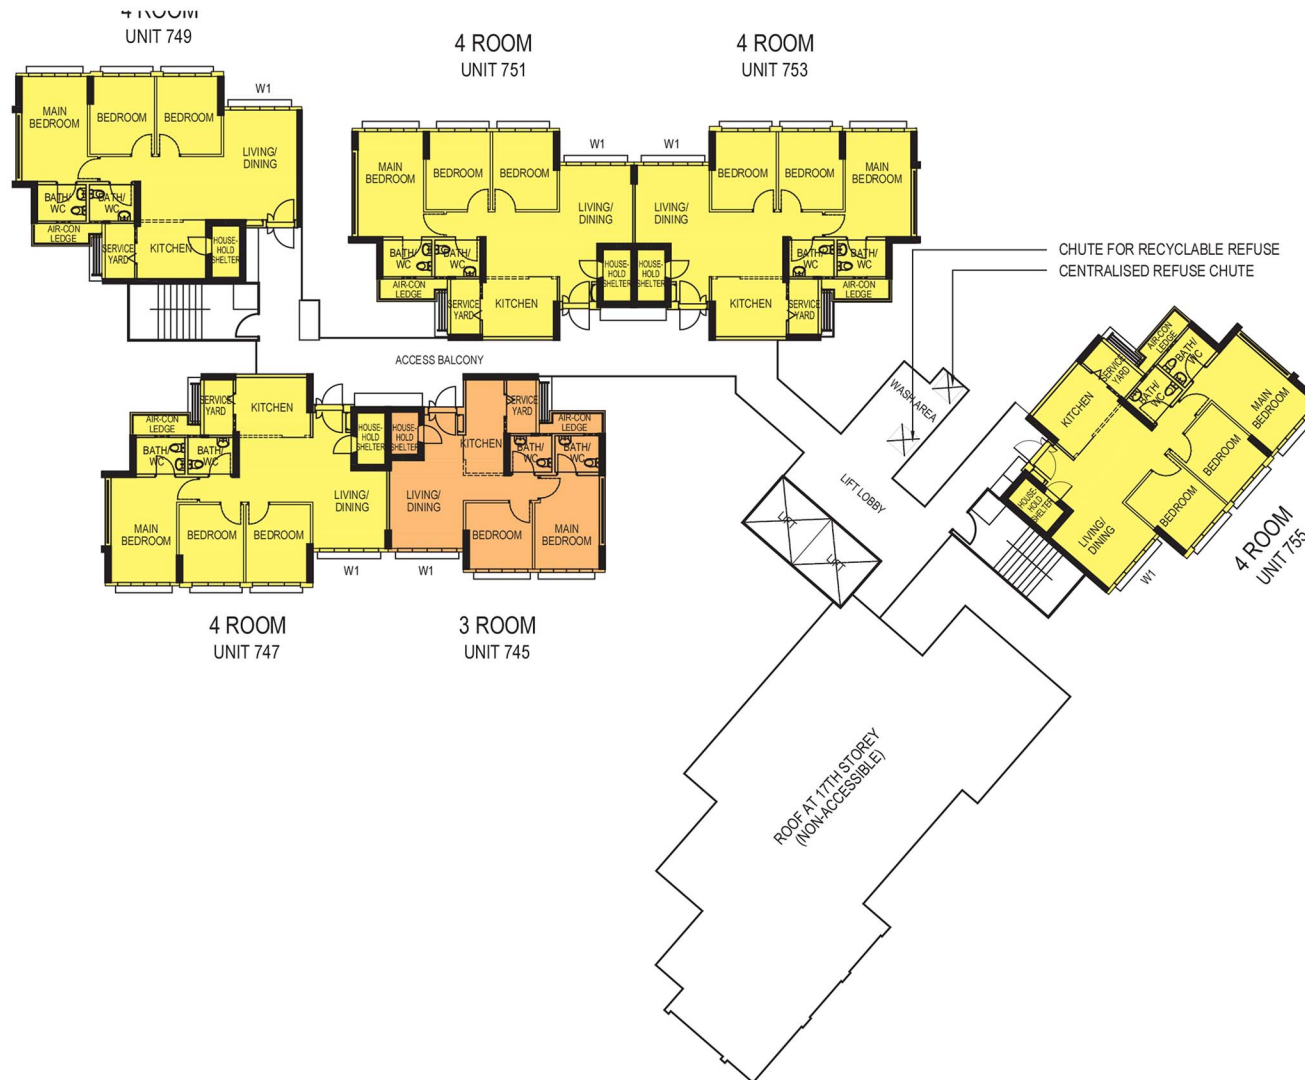 4 ROOM
UNIT 749
4 ROOM
UNIT 751
4 ROOM
UNIT 753
W1
MAIN
BEDROOM
BEDROOM
BEDROOM
LIVING/
DINING
BATH/
WC
BATH/
WC
AIR-CON
LEDGE
SERVICE
YARD
KITCHEN
HOUSE-
HOLD
SHELTER
W1
W1
MAIN
BEDROOM
BEDROOM
BEDROOM
LIVING/
DINING
BATH/
WC
BATH/
WC
AIR-CON
LEDGE
SERVICE
YARD
KITCHEN
HOUSE-
HOLD
SHELTER
HOUSE-
HOLD
SHELTER
LIVING/
DINING
BEDROOM
BEDROOM
MAIN
BEDROOM
BATH/
WC
BATH/
WC
AIR-CON
LEDGE
KITCHEN
SERVICE
YARD
CHUTE FOR RECYCLABLE REFUSE
CENTRALISED REFUSE CHUTE
ACCESS BALCONY
WASH AREA
LIFT LOBBY
LIFT
LIFT
AIR-CON
LEDGE
SERVICE
YARD
KITCHEN
BATH/
WC
BATH/
WC
MAIN
BEDROOM
BEDROOM
BEDROOM
LIVING/
DINING
HOUSE-
HOLD
SHELTER
W1
4 ROOM
UNIT 755
SERVICE
YARD
KITCHEN
AIR-CON
LEDGE
BATH/
WC
BATH/
WC
HOUSE-
HOLD
SHELTER
LIVING/
DINING
MAIN
BEDROOM
BEDROOM
BEDROOM
W1
HOUSE-
HOLD
SHELTER
KITCHEN
SERVICE
YARD
AIR-CON
LEDGE
BATH/
WC
BATH/
WC
LIVING/
DINING
BEDROOM
MAIN
BEDROOM
W1
4 ROOM
UNIT 747
3 ROOM
UNIT 745
ROOF AT 17TH STOREY
(NON-ACCESSIBLE)